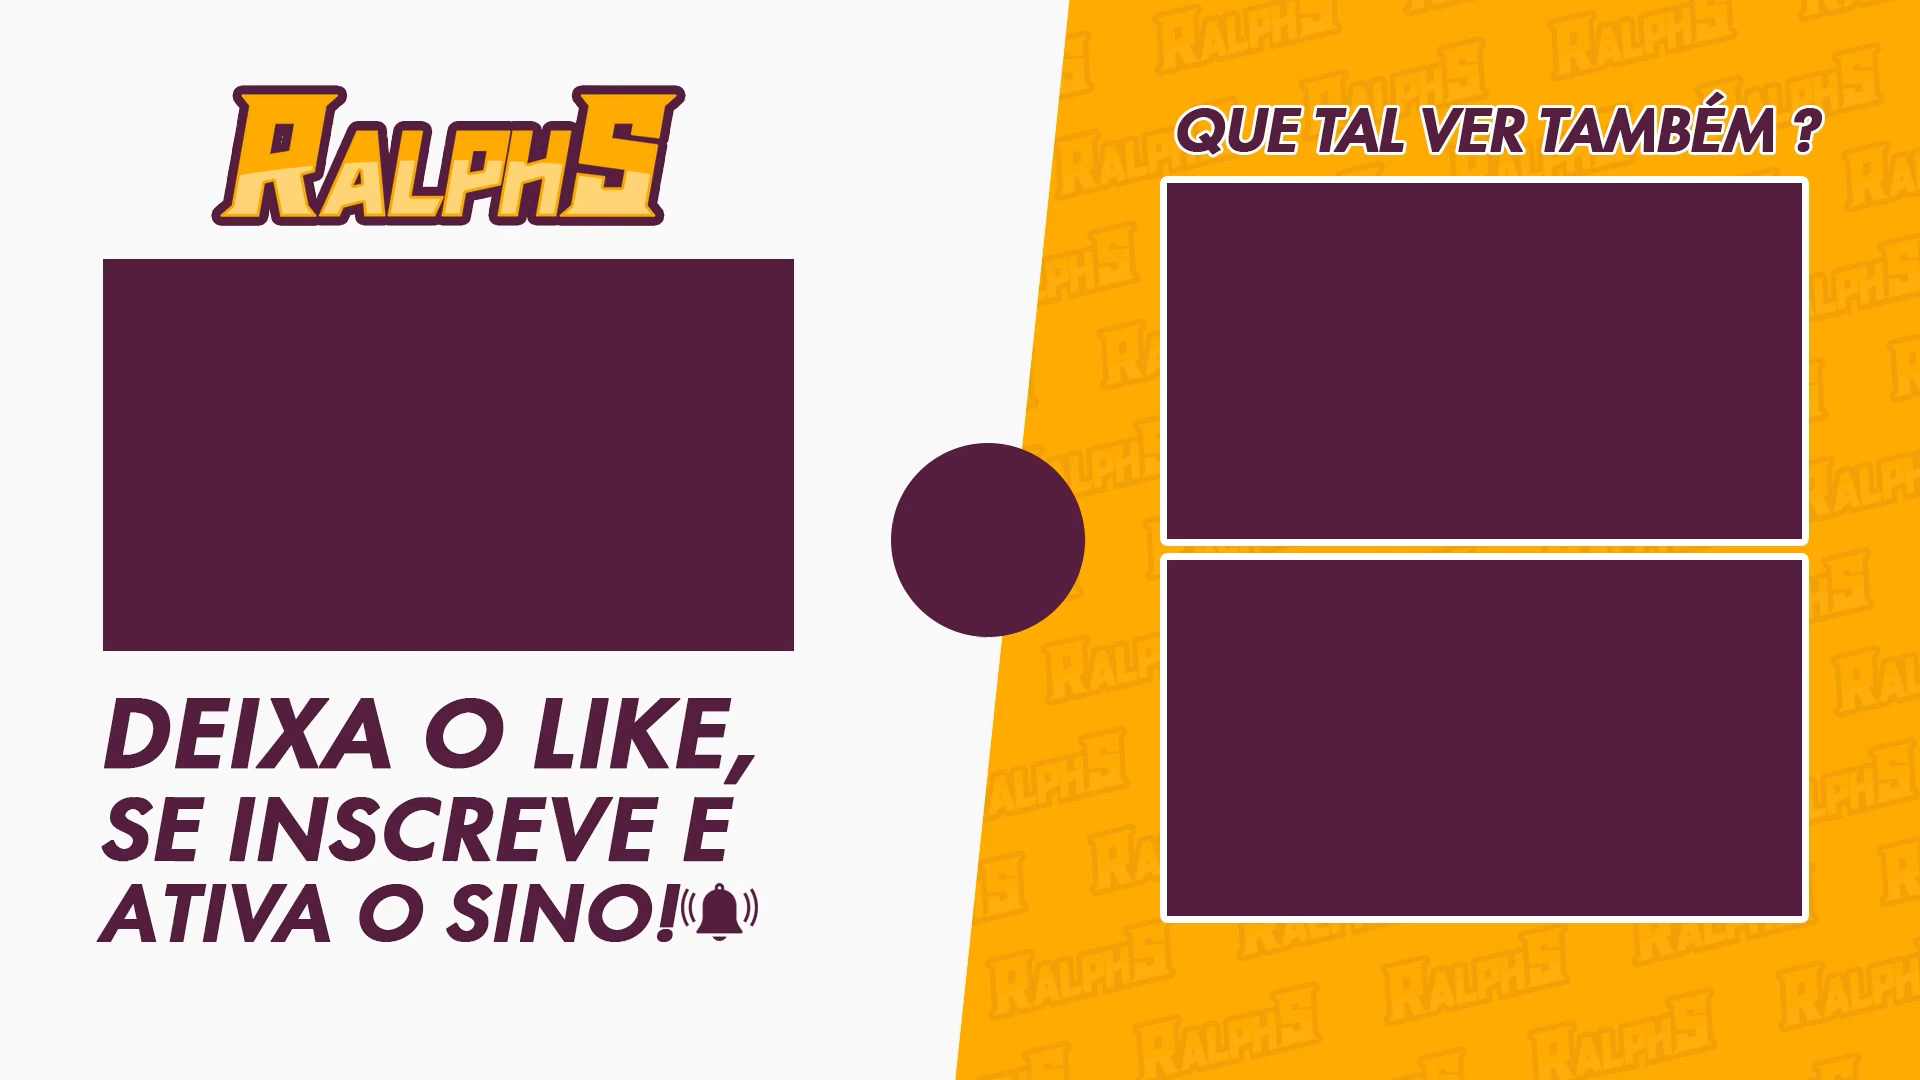 RALPHS
DEIXA O LIKE,
SE INSCREVE E
ATIVA O SINO!
QUE TAL VER TAMBÉM ?